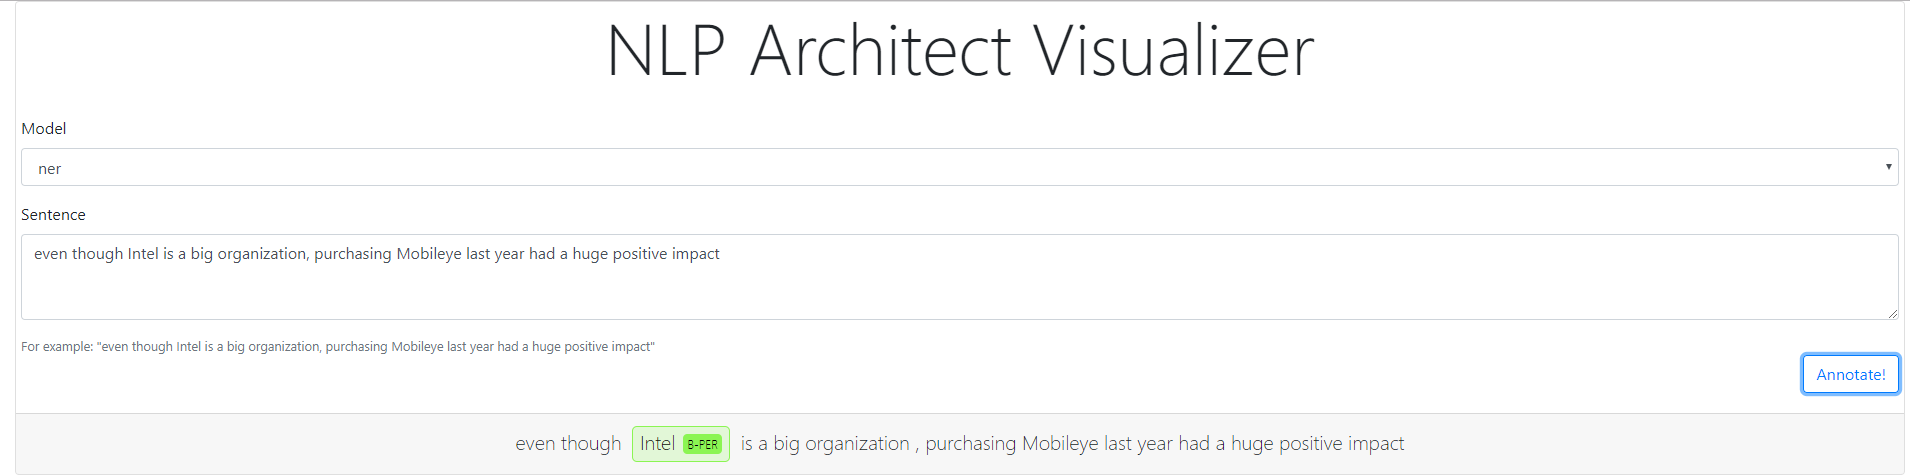 NLP Architect Visualizer
Model
ner
Sentence
even though Intel is a big organization, purchasing Mobileye last year had a huge positive impact
For example: "even though Intel is a big organization, purchasing Mobileye last year had a huge positive impact"
Annotate!
even though Intel B-PER is a big organization , purchasing Mobileye last year had a huge positive impact